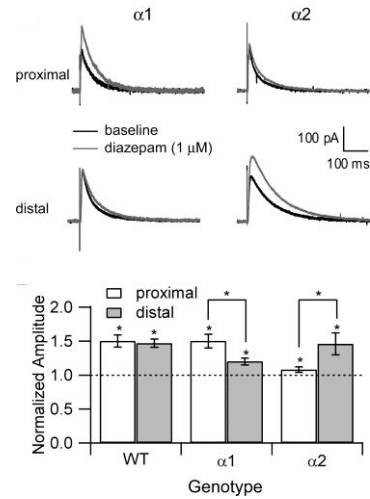 α1 α2
proximal
baseline
diazepam (1 µM)
100 pA
100 ms
distal
proximal
distal
* * * * * * * *
Normalized Amplitude
2.0
1.5
1.0
0.5
0.0
WT α1 α2
Genotype